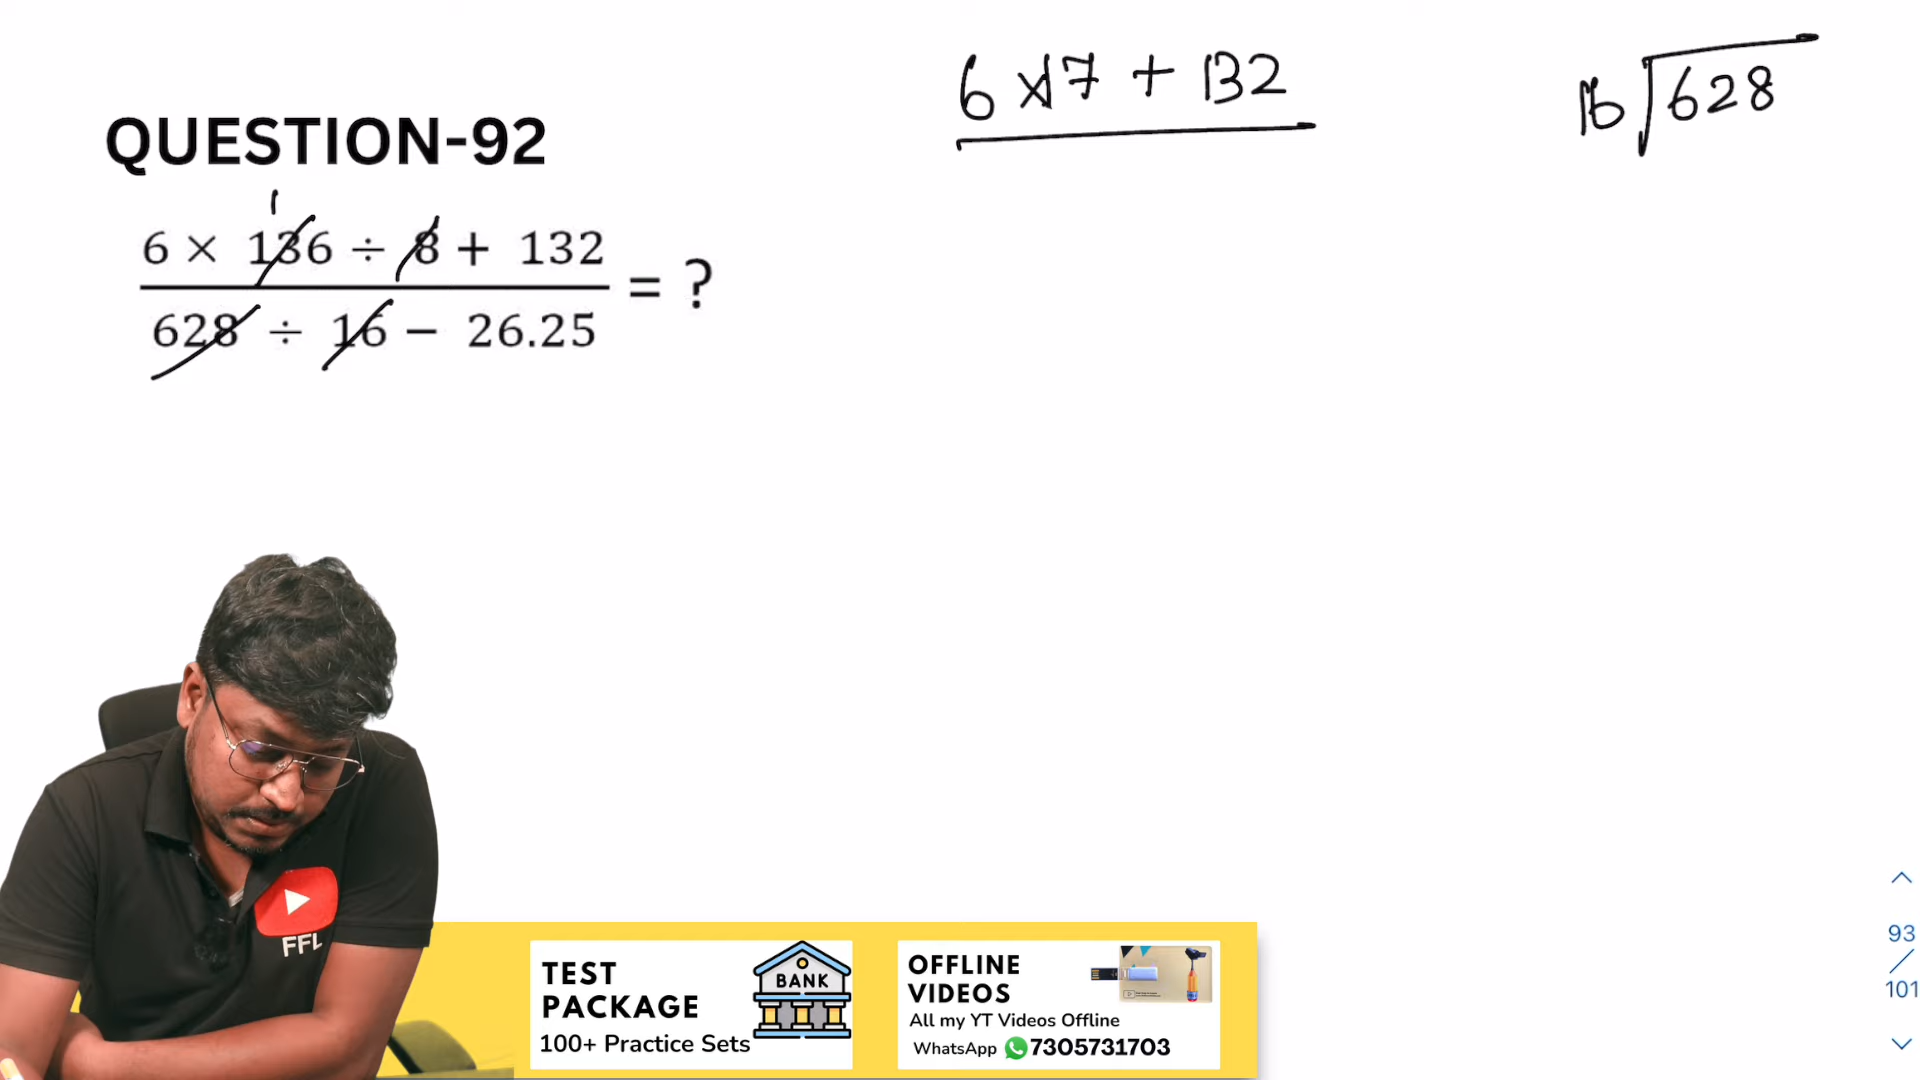 6 ×17 + 132
16 628
QUESTION-92
1
6 × 136 ÷ 8 + 132
628 ÷ 16 − 26.25
= ?
FFL
TEST
PACKAGE
100+ Practice Sets
BANK
OFFLINE
VIDEOS
All my YT Videos Offline
WhatsApp 7305731703
93
/
101